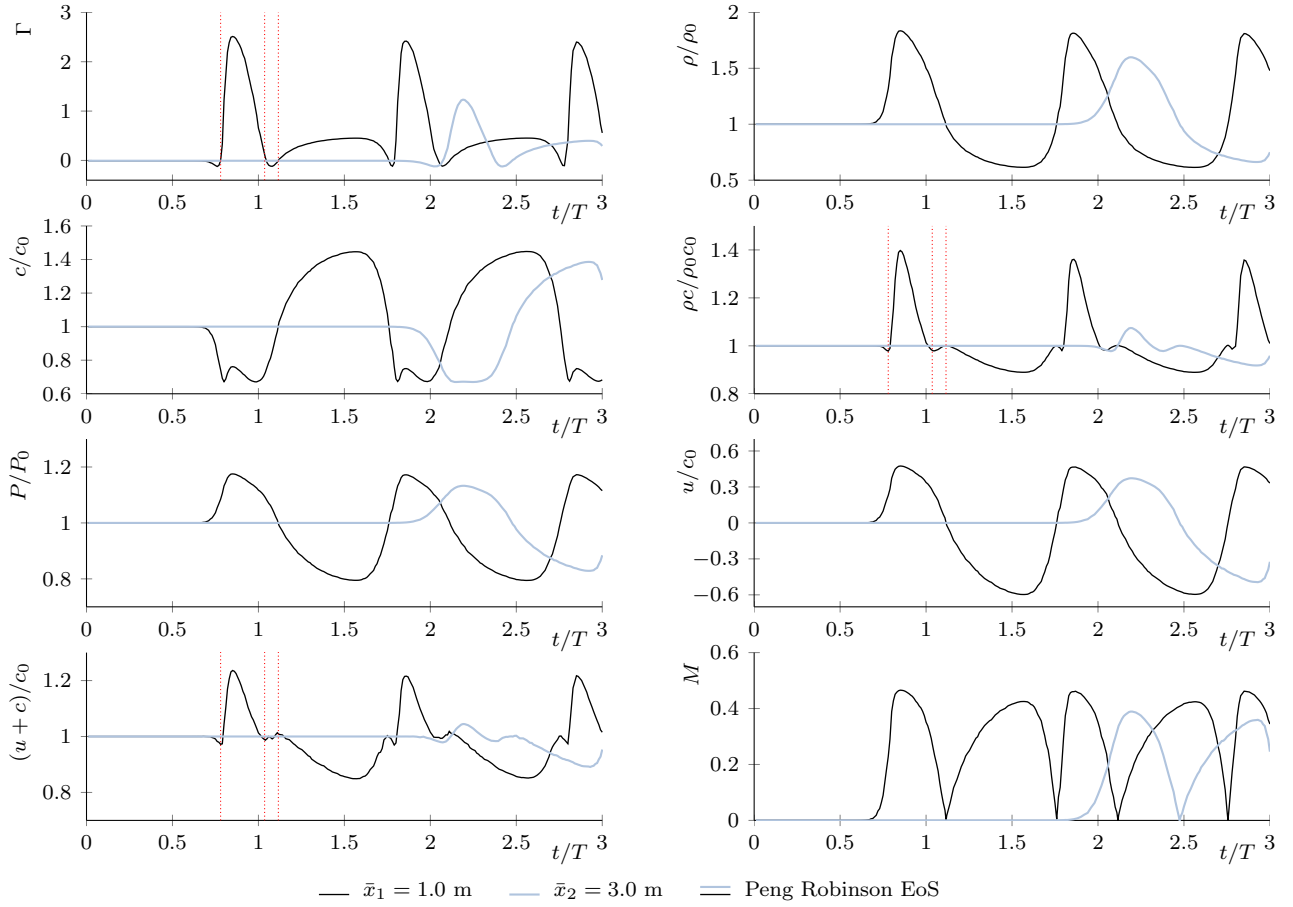 Γ
3
2
1
0
0 0.5 1 1.5 2 2.5 3
t/T
ρ/ρ₀
2
1.5
1
0.5
0 0.5 1 1.5 2 2.5 3
t/T
c/c₀
1.6
1.4
1.2
1
0.8
0.6
0 0.5 1 1.5 2 2.5 3
t/T
ρc/ρ₀c₀
1.4
1.2
1
0.8
0 0.5 1 1.5 2 2.5 3
t/T
P/P₀
1.2
1
0.8
0 0.5 1 1.5 2 2.5 3
t/T
u/c₀
0.6
0.3
0
−0.3
−0.6
0 0.5 1 1.5 2 2.5 3
t/T
(u + c)/c₀
1.2
1
0.8
0 0.5 1 1.5 2 2.5 3
t/T
M
0.6
0.4
0.2
0
0 0.5 1 1.5 2 2.5 3
t/T
x̄₁ = 1.0 m
x̄₂ = 3.0 m
Peng Robinson EoS